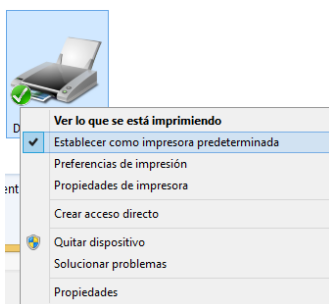 D
Ver lo que se está imprimiendo
Establecer como impresora predeterminada
Preferencias de impresión
ent
Propiedades de impresora
Crear acceso directo
Quitar dispositivo
Solucionar problemas
Propiedades